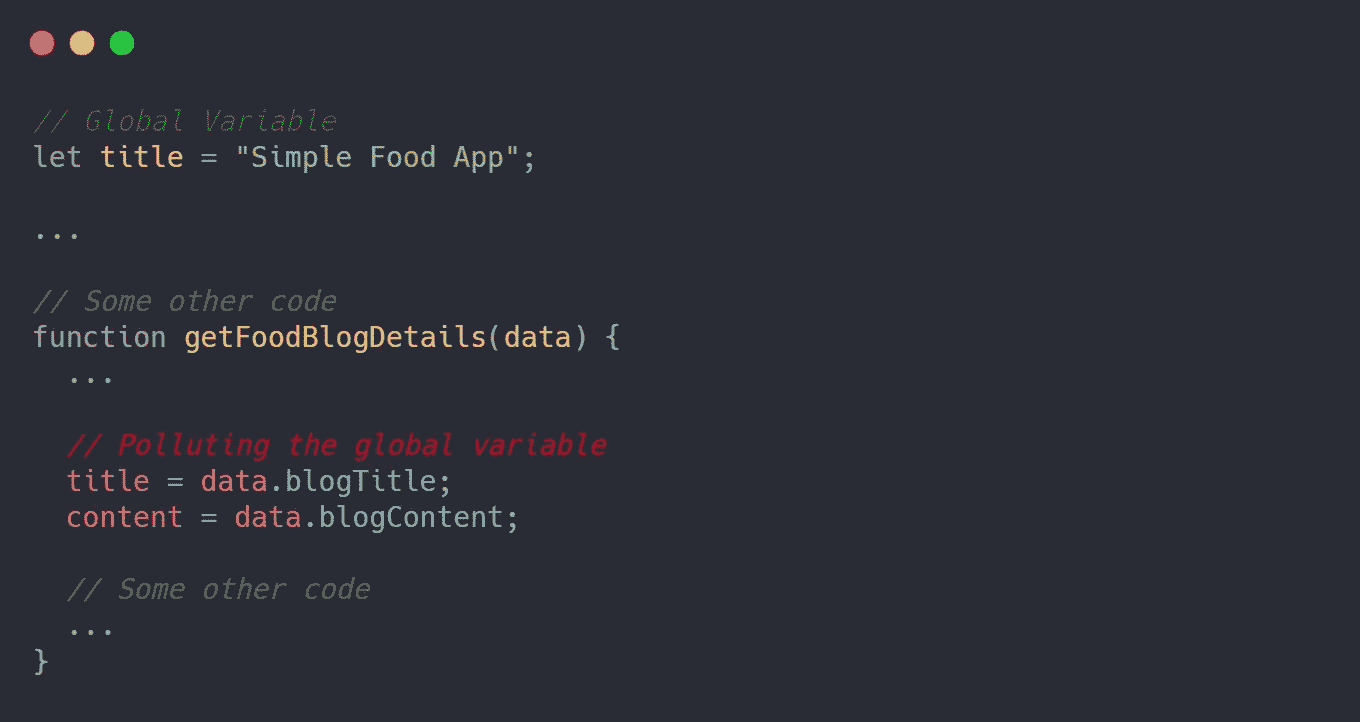 // Global Variable
let title = "Simple Food App";
...
// Some other code
function getFoodBlogDetails(data) {
  ...
  // Polluting the global variable
  title = data.blogTitle;
  content = data.blogContent;
  // Some other code
  ...
}